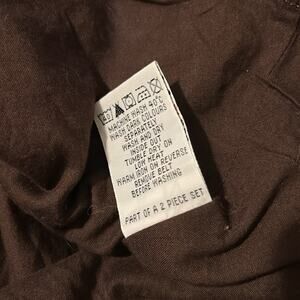 40
MACHINE WASH 40°C
WASH DARK COLOURS
SEPARATELY
WASH AND DRY
INSIDE OUT
TUMBLE DRY ON
LOW HEAT
WARM IRON ON REVERSE
REMOVE BELT
BEFORE WASHING
PART OF A 2 PIECE SET